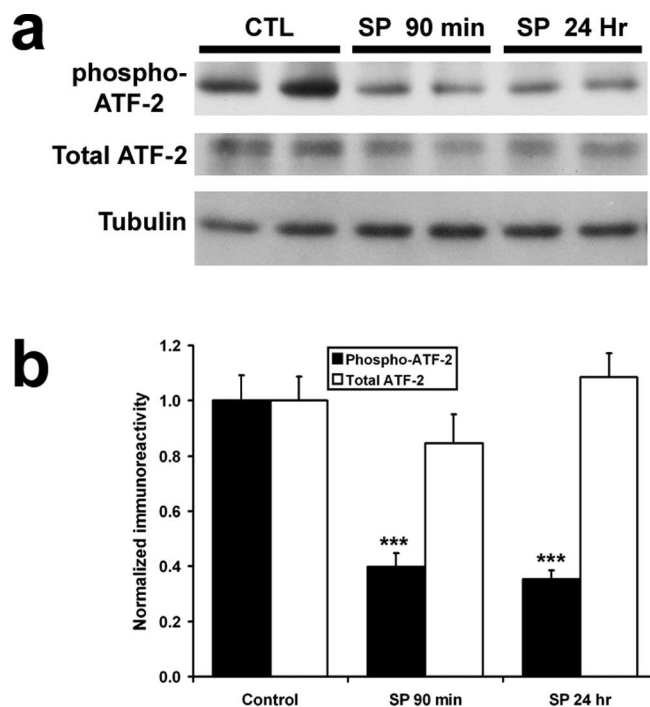 a
CTL SP 90 min SP 24 Hr
phospho-
ATF-2
Total ATF-2
Tubulin
b
Normalized immunoreactivity
1.2
1.0
0.8
0.6
0.4
0.2
0.0
Phospho-ATF-2
Total ATF-2
***
***
Control SP 90 min SP 24 hr